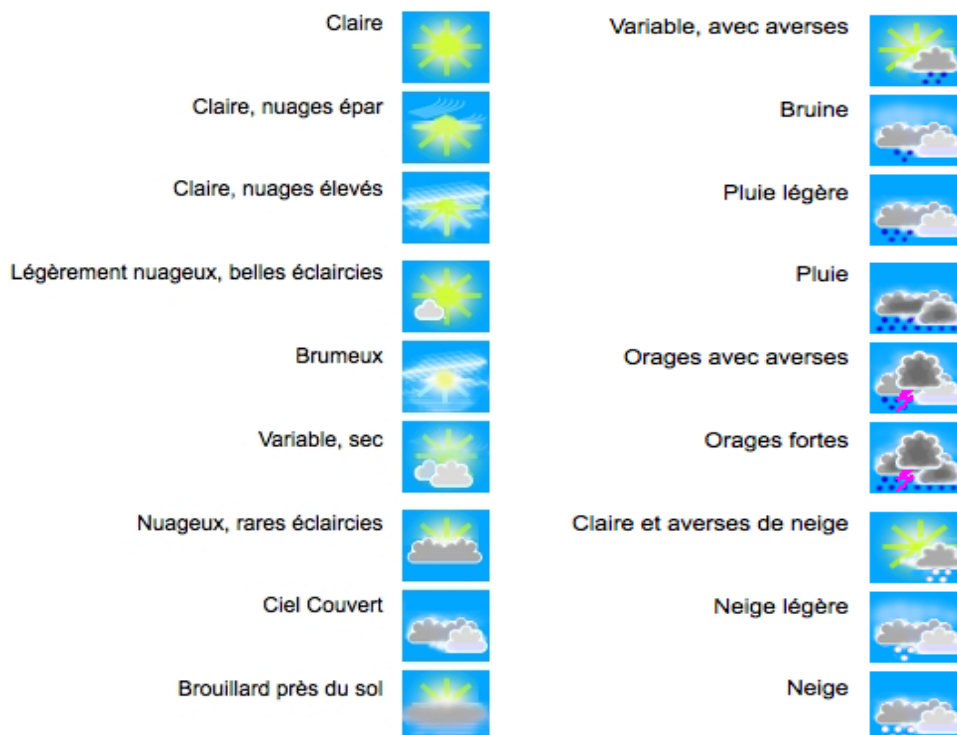 Claire
Claire, nuages épar
Claire, nuages élevés
Légèrement nuageux, belles éclaircies
Brumeux
Variable, sec
Nuageux, rares éclaircies
Ciel Couvert
Brouillard près du sol
Variable, avec averses
Bruine
Pluie légère
Pluie
Orages avec averses
Orages fortes
Claire et averses de neige
Neige légère
Neige